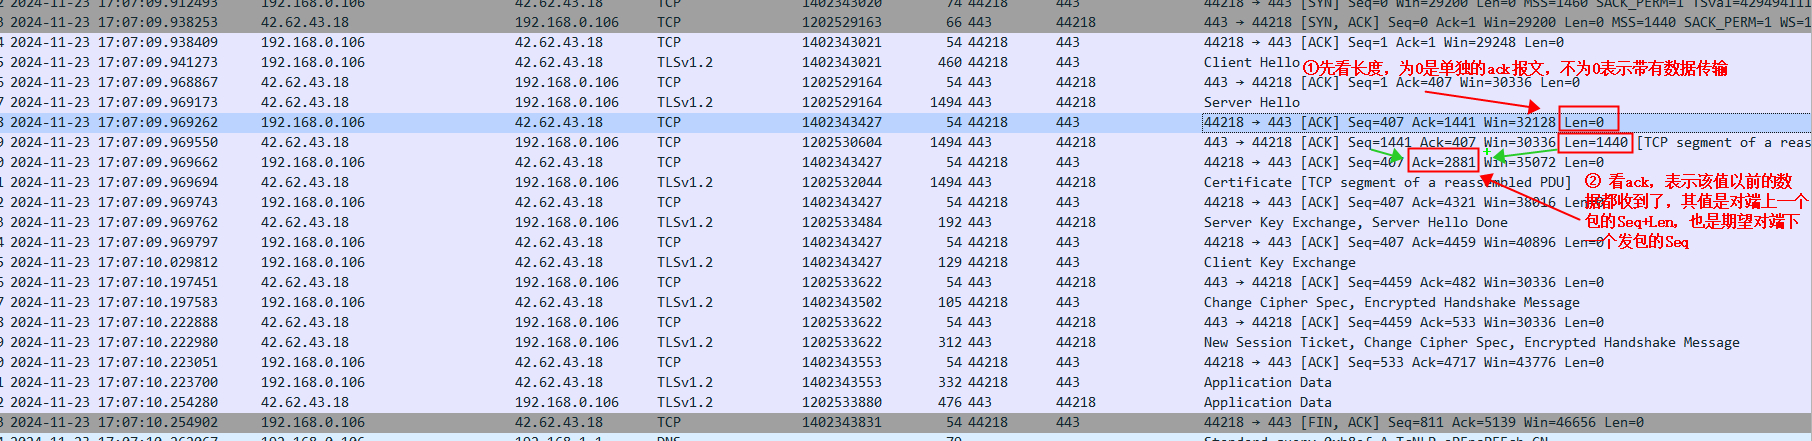 2 2024-11-23 17:07:09.912493 192.168.0.106 42.62.43.18 TCP 1402343020 74 44218 443 44218 → 443 [SYN] Seq=0 Win=29200 Len=0 MSS=1460 SACK_PERM=1
3 2024-11-23 17:07:09.938253 42.62.43.18 192.168.0.106 TCP 1202529163 66 443 44218 443 → 44218 [SYN, ACK] Seq=0 Ack=1 Win=29200 Len=0 MSS=1440 SACK_PERM=1 WS=1
4 2024-11-23 17:07:09.938409 192.168.0.106 42.62.43.18 TCP 1402343021 54 44218 443 44218 → 443 [ACK] Seq=1 Ack=1 Win=29248 Len=0
5 2024-11-23 17:07:09.941273 192.168.0.106 42.62.43.18 TLSv1.2 1402343021 460 44218 443 Client Hello
①先看长度，为0是单独的ack报文，不为0表示带有数据传输
5 2024-11-23 17:07:09.968867 42.62.43.18 192.168.0.106 TCP 1202529164 54 443 44218 443 → 44218 [ACK] Seq=1 Ack=407 Win=30336 Len=0
7 2024-11-23 17:07:09.969173 42.62.43.18 192.168.0.106 TLSv1.2 1202529164 1494 443 44218 Server Hello
8 2024-11-23 17:07:09.969262 192.168.0.106 42.62.43.18 TCP 1402343427 54 44218 443 44218 → 443 [ACK] Seq=407 Ack=1441 Win=32128 Len=0
9 2024-11-23 17:07:09.969550 42.62.43.18 192.168.0.106 TCP 1202530604 1494 443 44218 443 → 44218 [ACK] Seq=1441 Ack=407 Win=30336 Len=1440 [TCP segment of a reas
0 2024-11-23 17:07:09.969662 192.168.0.106 42.62.43.18 TCP 1402343427 54 44218 443 44218 → 443 [ACK] Seq=407 Ack=2881 Win=35072 Len=0
1 2024-11-23 17:07:09.969694 42.62.43.18 192.168.0.106 TLSv1.2 1202532044 1494 443 44218 Certificate [TCP segment of a reassembled PDU]
2 2024-11-23 17:07:09.969743 192.168.0.106 42.62.43.18 TCP 1402343427 54 44218 443 44218 → 443 [ACK] Seq=407 Ack=4321 Win=38016 Len=0
3 2024-11-23 17:07:09.969762 42.62.43.18 192.168.0.106 TLSv1.2 1202533484 192 443 44218 Server Key Exchange, Server Hello Done
4 2024-11-23 17:07:09.969797 192.168.0.106 42.62.43.18 TCP 1402343427 54 44218 443 44218 → 443 [ACK] Seq=407 Ack=4459 Win=40896 Len=0
② 看ack，表示该值以前的数
据都收到了，其值是对端上一个
包的Seq+Len，也是期望对端下
一个发包的Seq
5 2024-11-23 17:07:10.029812 192.168.0.106 42.62.43.18 TLSv1.2 1402343427 129 44218 443 Client Key Exchange
5 2024-11-23 17:07:10.197451 42.62.43.18 192.168.0.106 TCP 1202533622 54 443 44218 443 → 44218 [ACK] Seq=4459 Ack=482 Win=30336 Len=0
7 2024-11-23 17:07:10.197583 192.168.0.106 42.62.43.18 TLSv1.2 1402343502 105 44218 443 Change Cipher Spec, Encrypted Handshake Message
8 2024-11-23 17:07:10.222888 42.62.43.18 192.168.0.106 TCP 1202533622 54 443 44218 443 → 44218 [ACK] Seq=4459 Ack=533 Win=30336 Len=0
9 2024-11-23 17:07:10.222980 42.62.43.18 192.168.0.106 TLSv1.2 1202533622 312 443 44218 New Session Ticket, Change Cipher Spec, Encrypted Handshake Message
0 2024-11-23 17:07:10.223051 192.168.0.106 42.62.43.18 TCP 1402343553 54 44218 443 44218 → 443 [ACK] Seq=533 Ack=4717 Win=43776 Len=0
1 2024-11-23 17:07:10.223700 192.168.0.106 42.62.43.18 TLSv1.2 1402343553 332 44218 443 Application Data
2 2024-11-23 17:07:10.254280 42.62.43.18 192.168.0.106 TLSv1.2 1202533880 476 443 44218 Application Data
3 2024-11-23 17:07:10.254902 192.168.0.106 42.62.43.18 TCP 1402343831 54 44218 443 44218 → 443 [FIN, ACK] Seq=811 Ack=5139 Win=46656 Len=0